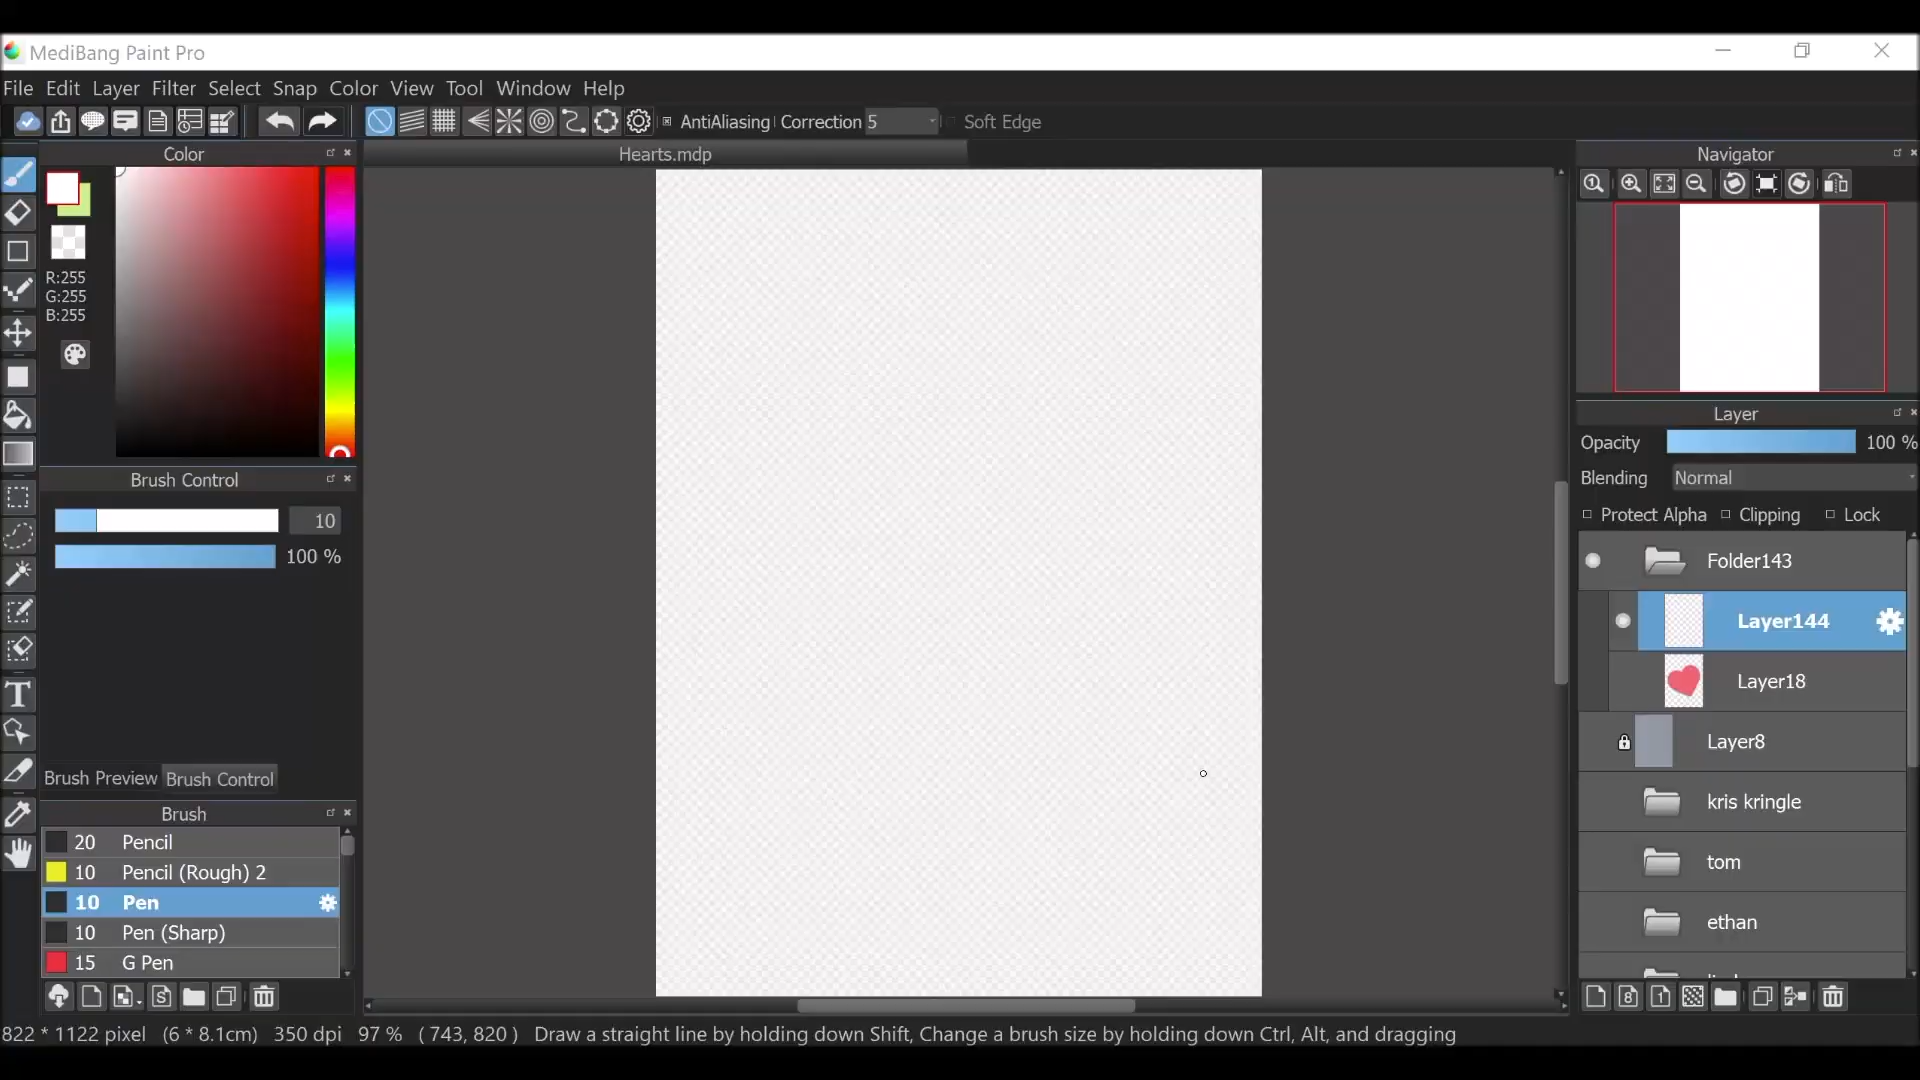 MediBang Paint Pro
File Edit Layer Filter Select Snap Color View Tool Window Help
AntiAliasing Correction 5 Soft Edge
Color
Hearts.mdp
Navigator
R:255
G:255
B:255
Layer
Opacity 100 %
Brush Control
Blending Normal
10
Protect Alpha Clipping Lock
100 %
Folder143
Layer144
Layer18
Layer8
Brush Preview Brush Control
kris kringle
Brush
20 Pencil
tom
10 Pencil (Rough) 2
10 Pen
ethan
10 Pen (Sharp)
15 G Pen
822 * 1122 pixel (6 * 8.1cm) 350 dpi 97 % ( 743, 820 ) Draw a straight line by holding down Shift, Change a brush size by holding down Ctrl, Alt, and dragging